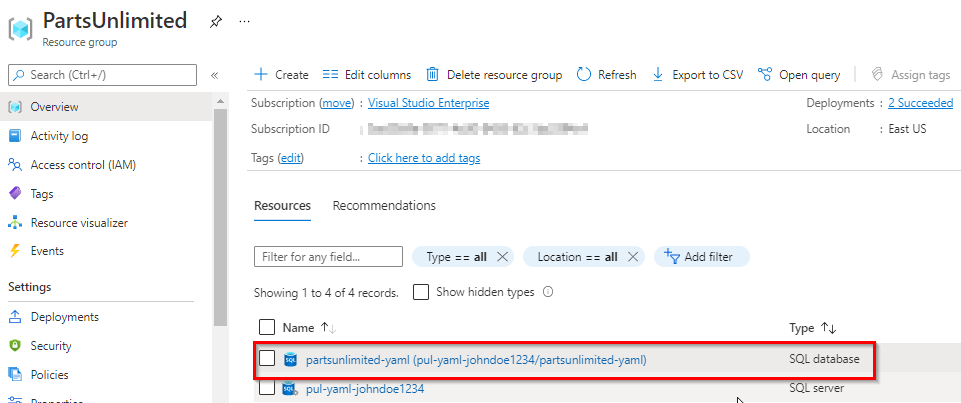 PartsUnlimited
Resource group
Search (Ctrl+/)
«
Create
Edit columns
Delete resource group
Refresh
Export to CSV
Open query
Assign tags
Overview
Activity log
Access control (IAM)
Tags
Resource visualizer
Events
Settings
Deployments
Security
Policies
Subscription (move) : Visual Studio Enterprise
Deployments : 2 Succeeded
Subscription ID :
Location : East US
Tags (edit) : Click here to add tags
Resources Recommendations
Filter for any field...
Type == all
Location == all
Add filter
Showing 1 to 4 of 4 records.
Show hidden types
Name Type
partsunlimited-yaml (pul-yaml-johndoe1234/partsunlimited-yaml) SQL database
pul-yaml-johndoe1234 SQL server